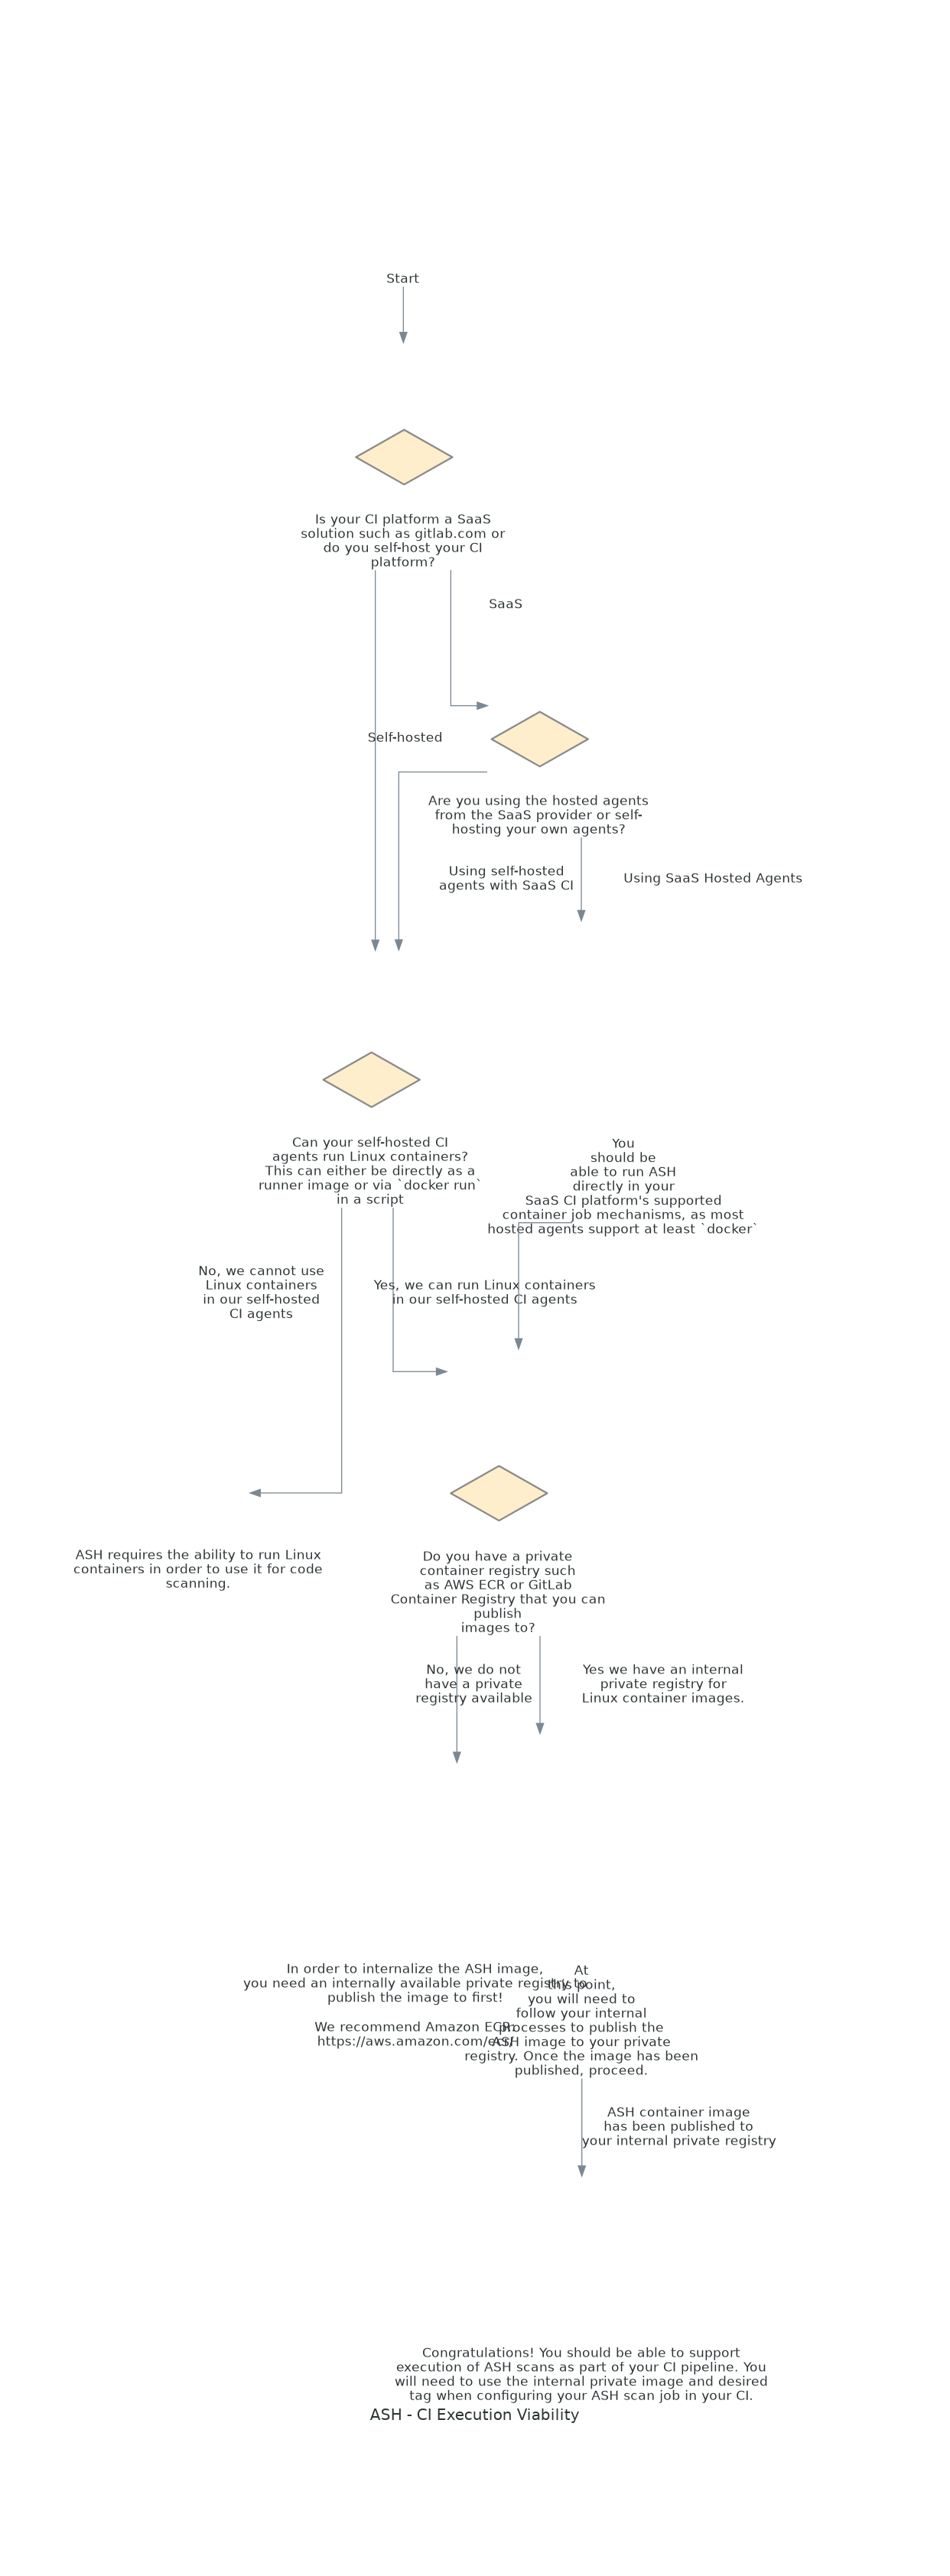 Start
Is your CI platform a SaaS
solution such as gitlab.com or
do you self-host your CI
platform?
SaaS
Self-hosted
Are you using the hosted agents
from the SaaS provider or self-
hosting your own agents?
Using self-hosted
agents with SaaS CI
Using SaaS Hosted Agents
Can your self-hosted CI
agents run Linux containers?
This can either be directly as a
runner image or via `docker run`
in a script
You
should be
able to run ASH
directly in your
SaaS CI platform's supported
container job mechanisms, as most
hosted agents support at least `docker`
No, we cannot use
Linux containers
in our self-hosted
CI agents
Yes, we can run Linux containers
in our self-hosted CI agents
ASH requires the ability to run Linux
containers in order to use it for code
scanning.
Do you have a private
container registry such
as AWS ECR or GitLab
Container Registry that you can
publish
images to?
No, we do not
have a private
registry available
Yes we have an internal
private registry for
Linux container images.
In order to internalize the ASH image,
you need an internally available private registry to
publish the image to first!
We recommend Amazon ECR:
https://aws.amazon.com/ecr/
At
this point,
you will need to
follow your internal
processes to publish the
ASH image to your private
registry. Once the image has been
published, proceed.
ASH container image
has been published to
your internal private registry
Congratulations! You should be able to support
execution of ASH scans as part of your CI pipeline. You
will need to use the internal private image and desired
tag when configuring your ASH scan job in your CI.
ASH - CI Execution Viability